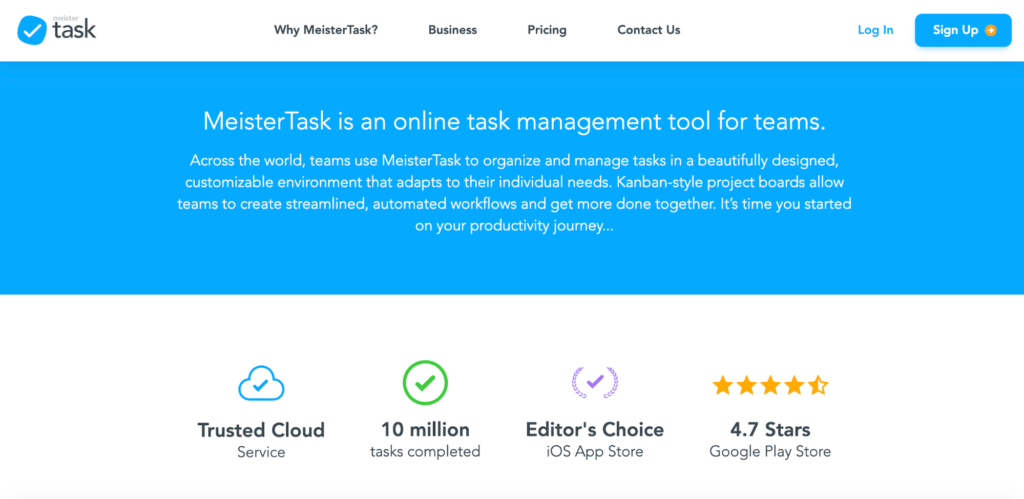 meister
task
Why MeisterTask?
Business
Pricing
Contact Us
Log In
Sign Up
MeisterTask is an online task management tool for teams.
Across the world, teams use MeisterTask to organize and manage tasks in a beautifully designed,
customizable environment that adapts to their individual needs. Kanban-style project boards allow
teams to create streamlined, automated workflows and get more done together. It’s time you started
on your productivity journey...
Trusted Cloud
Service
10 million
tasks completed
Editor's Choice
iOS App Store
4.7 Stars
Google Play Store